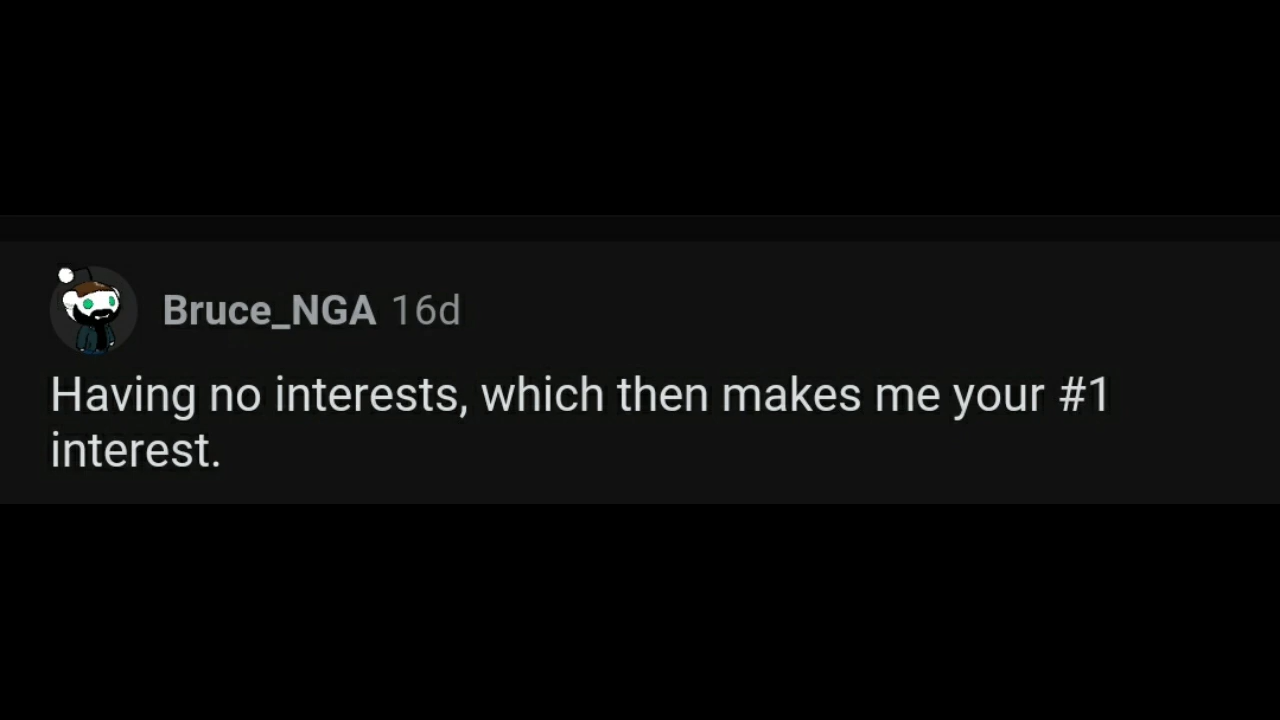 Bruce_NGA 16d
Having no interests, which then makes me your #1
interest.